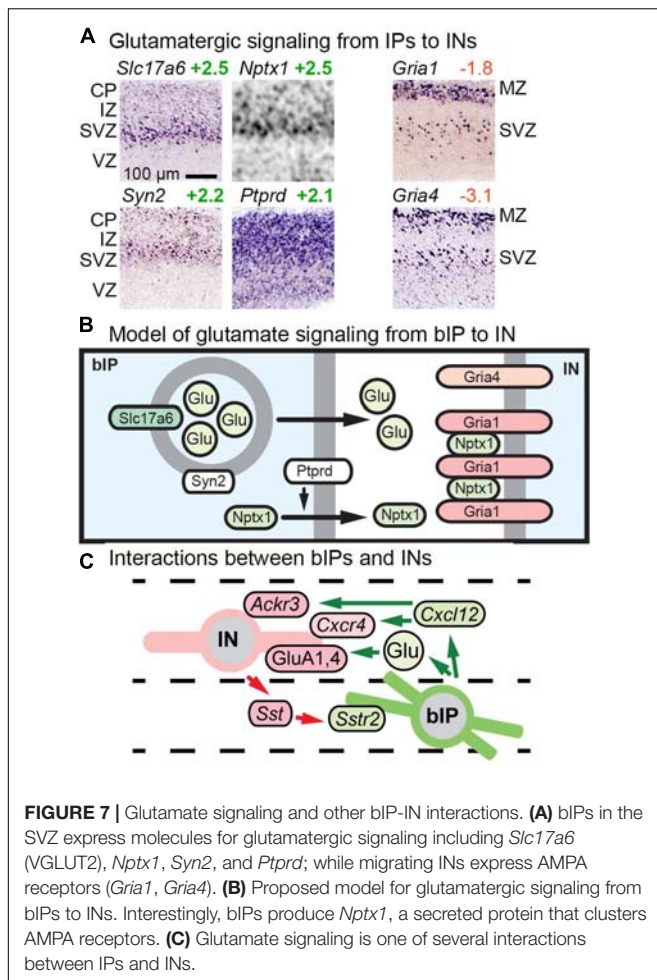 A Glutamatergic signaling from IPs to INs
Slc17a6 +2.5 Nptx1 +2.5 Gria1 -1.8
CP
IZ
SVZ
VZ
100 µm
MZ
SVZ
Syn2 +2.2 Ptprd +2.1 Gria4 -3.1
CP
IZ
SVZ
VZ
MZ
SVZ
B Model of glutamate signaling from bIP to IN
bIP
IN
Slc17a6
Glu
Glu
Glu
Syn2
Glu
Glu
Ptprd
Nptx1
Nptx1
Gria4
Gria1
Nptx1
Gria1
Nptx1
Gria1
C Interactions between bIPs and INs
Ackr3
Cxcr4
Cxcl12
IN
GluA1,4
Glu
Sst
Sstr2
bIP
FIGURE 7 | Glutamate signaling and other bIP-IN interactions. (A) bIPs in the
SVZ express molecules for glutamatergic signaling including Slc17a6
(VGLUT2), Nptx1, Syn2, and Ptprd; while migrating INs express AMPA
receptors (Gria1, Gria4). (B) Proposed model for glutamatergic signaling from
bIPs to INs. Interestingly, bIPs produce Nptx1, a secreted protein that clusters
AMPA receptors. (C) Glutamate signaling is one of several interactions
between IPs and INs.